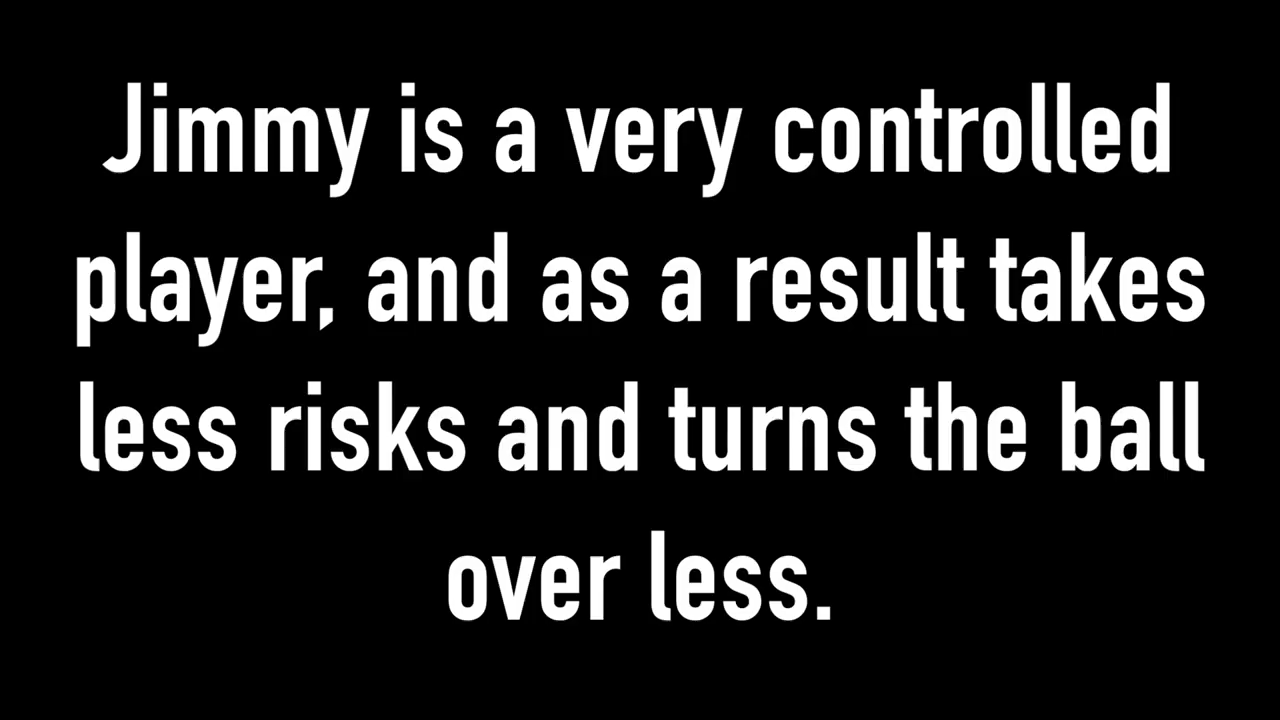 Jimmy is a very controlled
player, and as a result takes
less risks and turns the ball
over less.